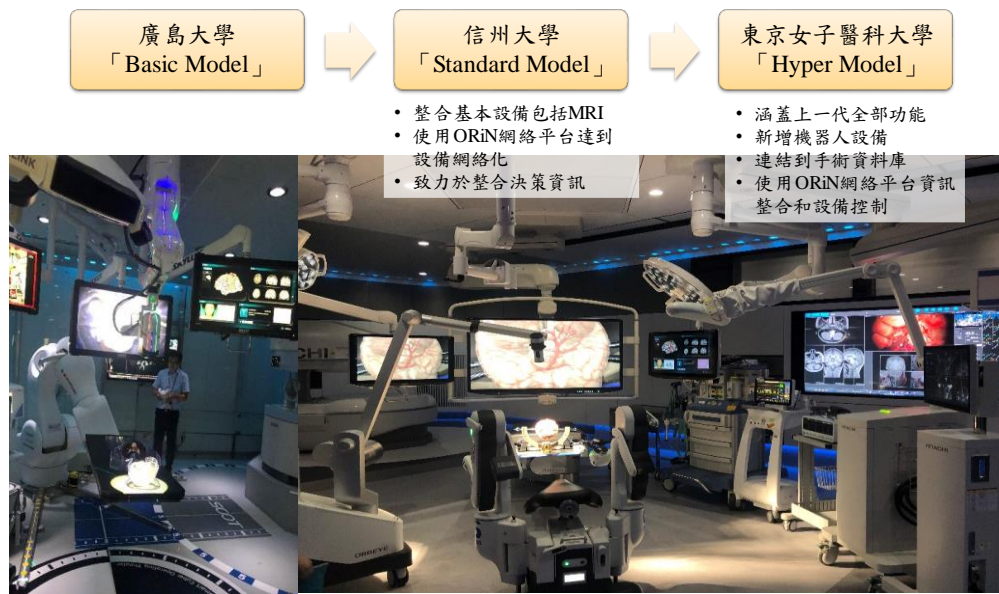 廣島大學
「Basic Model」
信州大學
「Standard Model」
東京女子醫科大學
「Hyper Model」
• 整合基本設備包括MRI
• 使用ORiN網絡平台達到
設備網絡化
• 致力於整合決策資訊
• 涵蓋上一代全部功能
• 新增機器人設備
• 連結到手術資料庫
• 使用ORiN網絡平台資訊
整合和設備控制
SCOT
ORBEYE
HITACHI